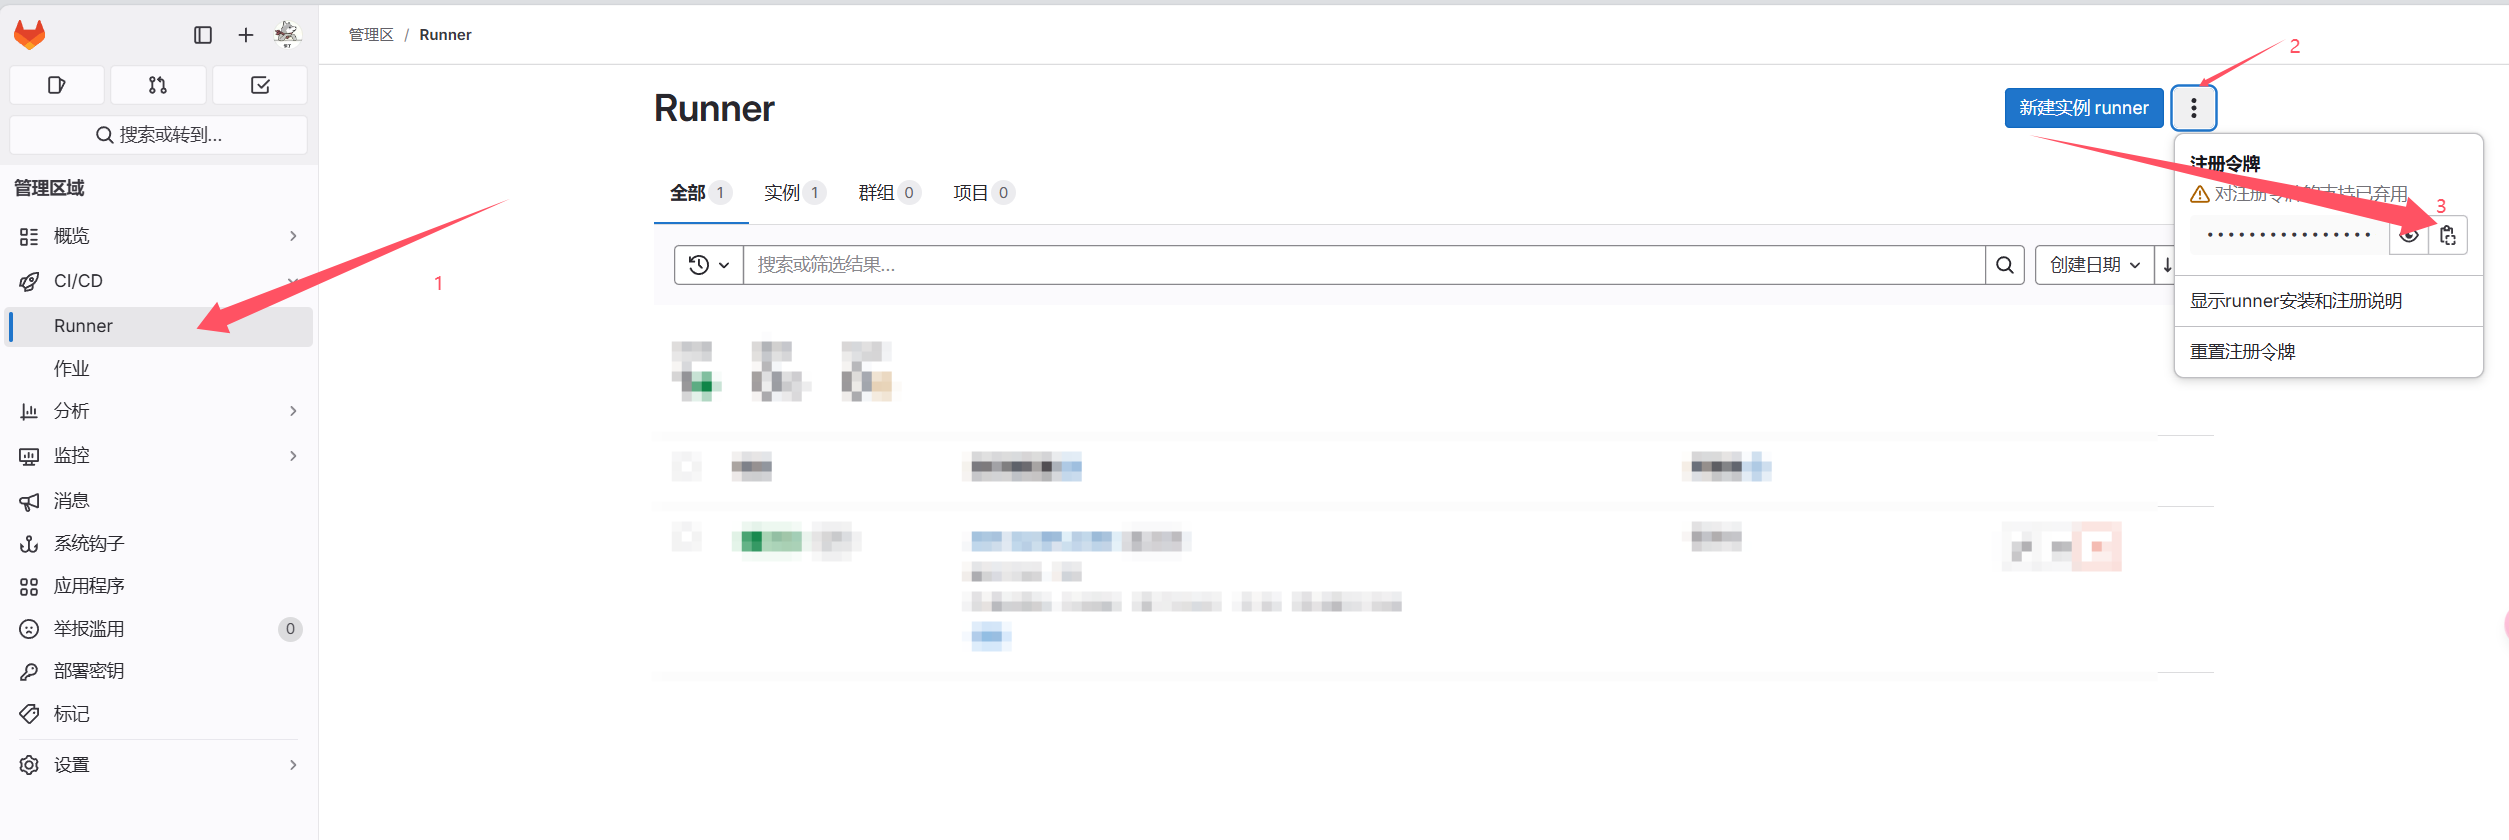 管理区 / Runner
2
Runner
新建实例 runner
搜索或转到...
注册令牌
管理区域
全部 1
实例 1
群组 0
项目 0
对注册令牌的支持已弃用
3
••••••••••••••••
概览
CI/CD
1
搜索或筛选结果...
创建日期
显示runner安装和注册说明
Runner
重置注册令牌
作业
分析
监控
消息
系统钩子
应用程序
举报滥用 0
部署密钥
标记
设置